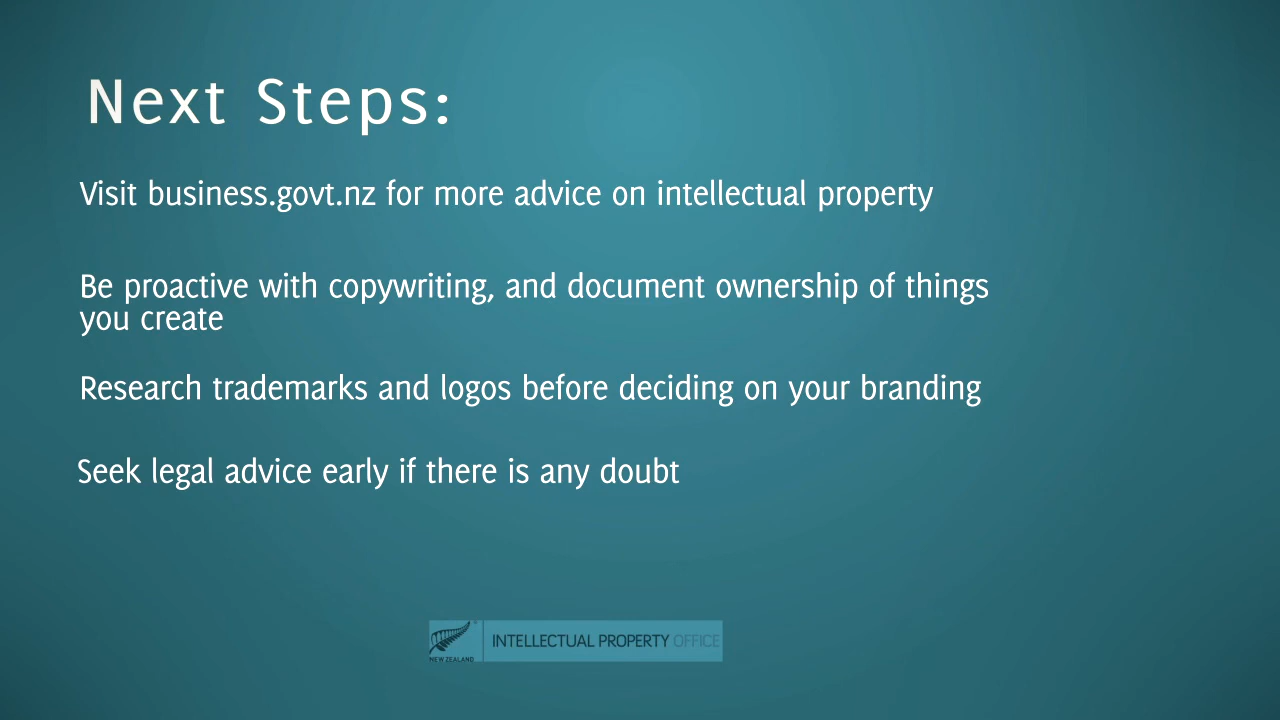 Next Steps:
Visit business.govt.nz for more advice on intellectual property
Be proactive with copywriting, and document ownership of things
you create
Research trademarks and logos before deciding on your branding
Seek legal advice early if there is any doubt
NEW ZEALAND
INTELLECTUAL PROPERTY OFFICE